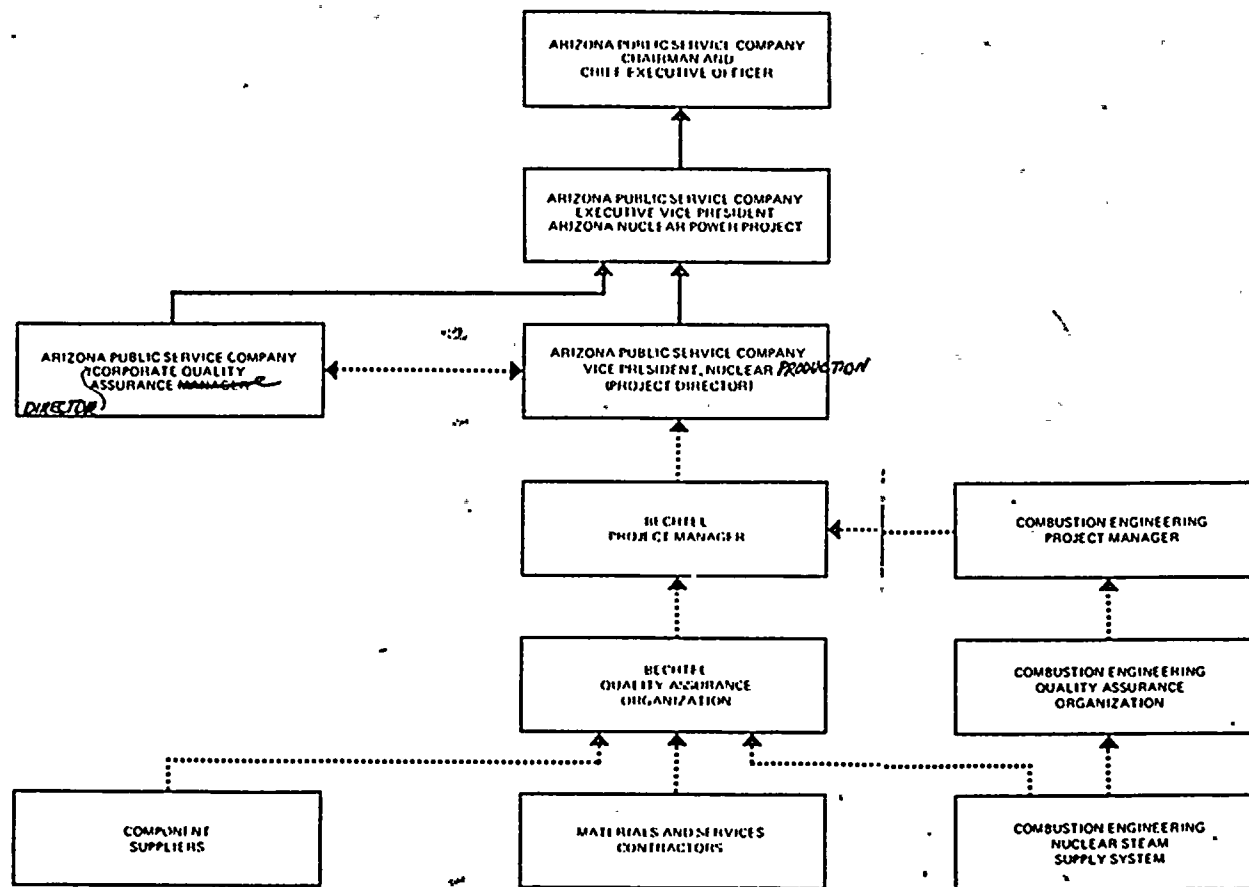 ARIZONA PUBLIC SERVICE COMPANY
CHAIRMAN AND
CHIEF EXECUTIVE OFFICER
ARIZONA PUBLIC SERVICE COMPANY
EXECUTIVE VICE PRESIDENT
ARIZONA NUCLEAR POWER PROJECT
ARIZONA PUBLIC SERVICE COMPANY
CORPORATE QUALITY
ASSURANCE MANAGER
DIRECTOR
ARIZONA PUBLIC SERVICE COMPANY
VICE PRESIDENT, NUCLEAR PRODUCTION
(PROJECT DIRECTOR)
BECHTEL
PROJECT MANAGER
COMBUSTION ENGINEERING
PROJECT MANAGER
BECHTEL
QUALITY ASSURANCE
ORGANIZATION
COMBUSTION ENGINEERING
QUALITY ASSURANCE
ORGANIZATION
COMPONENT
SUPPLIERS
MATERIALS AND SERVICES
CONTRACTORS
COMBUSTION ENGINEERING
NUCLEAR STEAM
SUPPLY SYSTEM